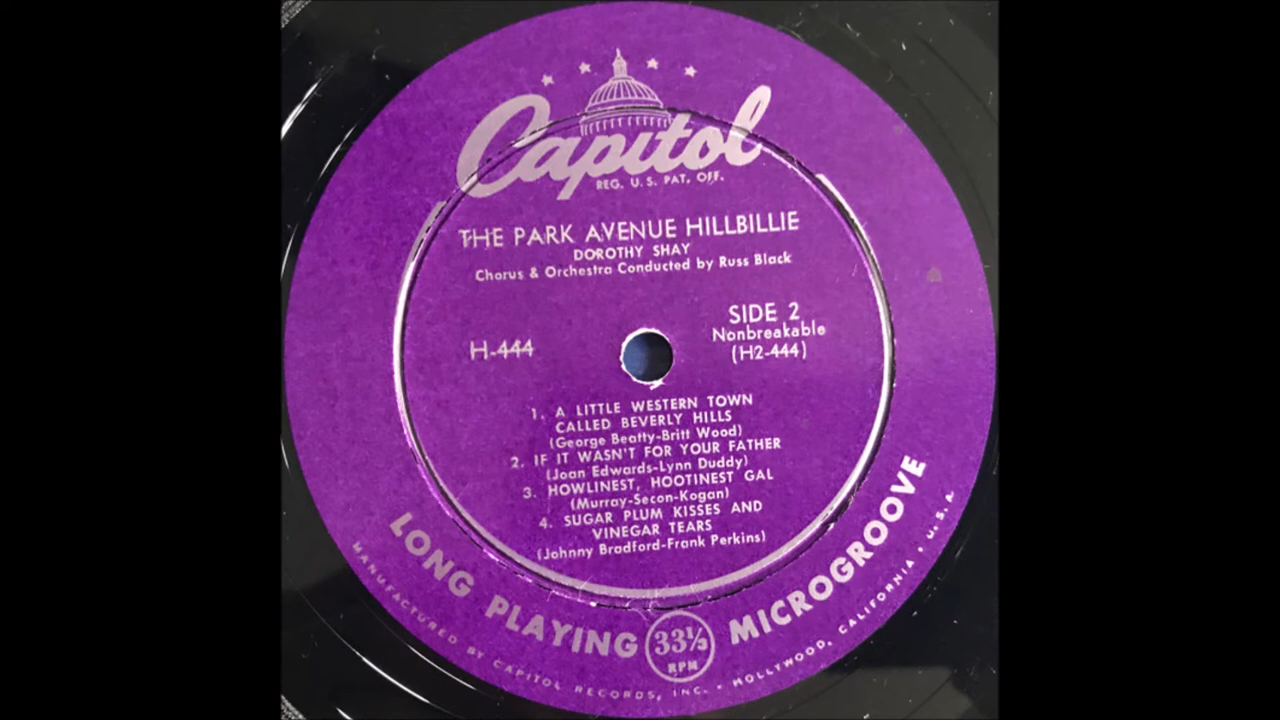 Capitol
REG. U.S. PAT. OFF.
THE PARK AVENUE HILLBILLIE
DOROTHY SHAY
Chorus & Orchestra Conducted by Russ Black
H-444
SIDE 2
Nonbreakable
(H2-444)
1. A LITTLE WESTERN TOWN
CALLED BEVERLY HILLS
(George Beatty-Britt Wood)
2. IF IT WASN'T FOR YOUR FATHER
(Joan Edwards-Lynn Duddy)
3. HOWLINEST, HOOTINEST GAL
(Murray-Secon-Kogan)
4. SUGAR PLUM KISSES AND
VINEGAR TEARS
(Johnny Bradford-Frank Perkins)
LONG PLAYING 33⅓ RPM MICROGROOVE
MANUFACTURED BY CAPITOL RECORDS, INC. • HOLLYWOOD, CALIFORNIA • U.S.A.